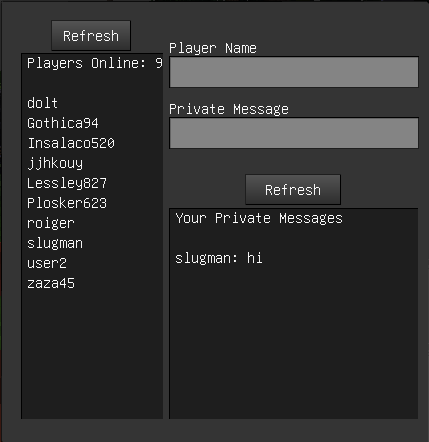 Refresh
Players Online: 9
dolt
Gothica94
Insalaco520
jjhkouy
Lessley827
Plosker623
roiger
slugman
user2
zaza45
Player Name
Private Message
Refresh
Your Private Messages
slugman: hi